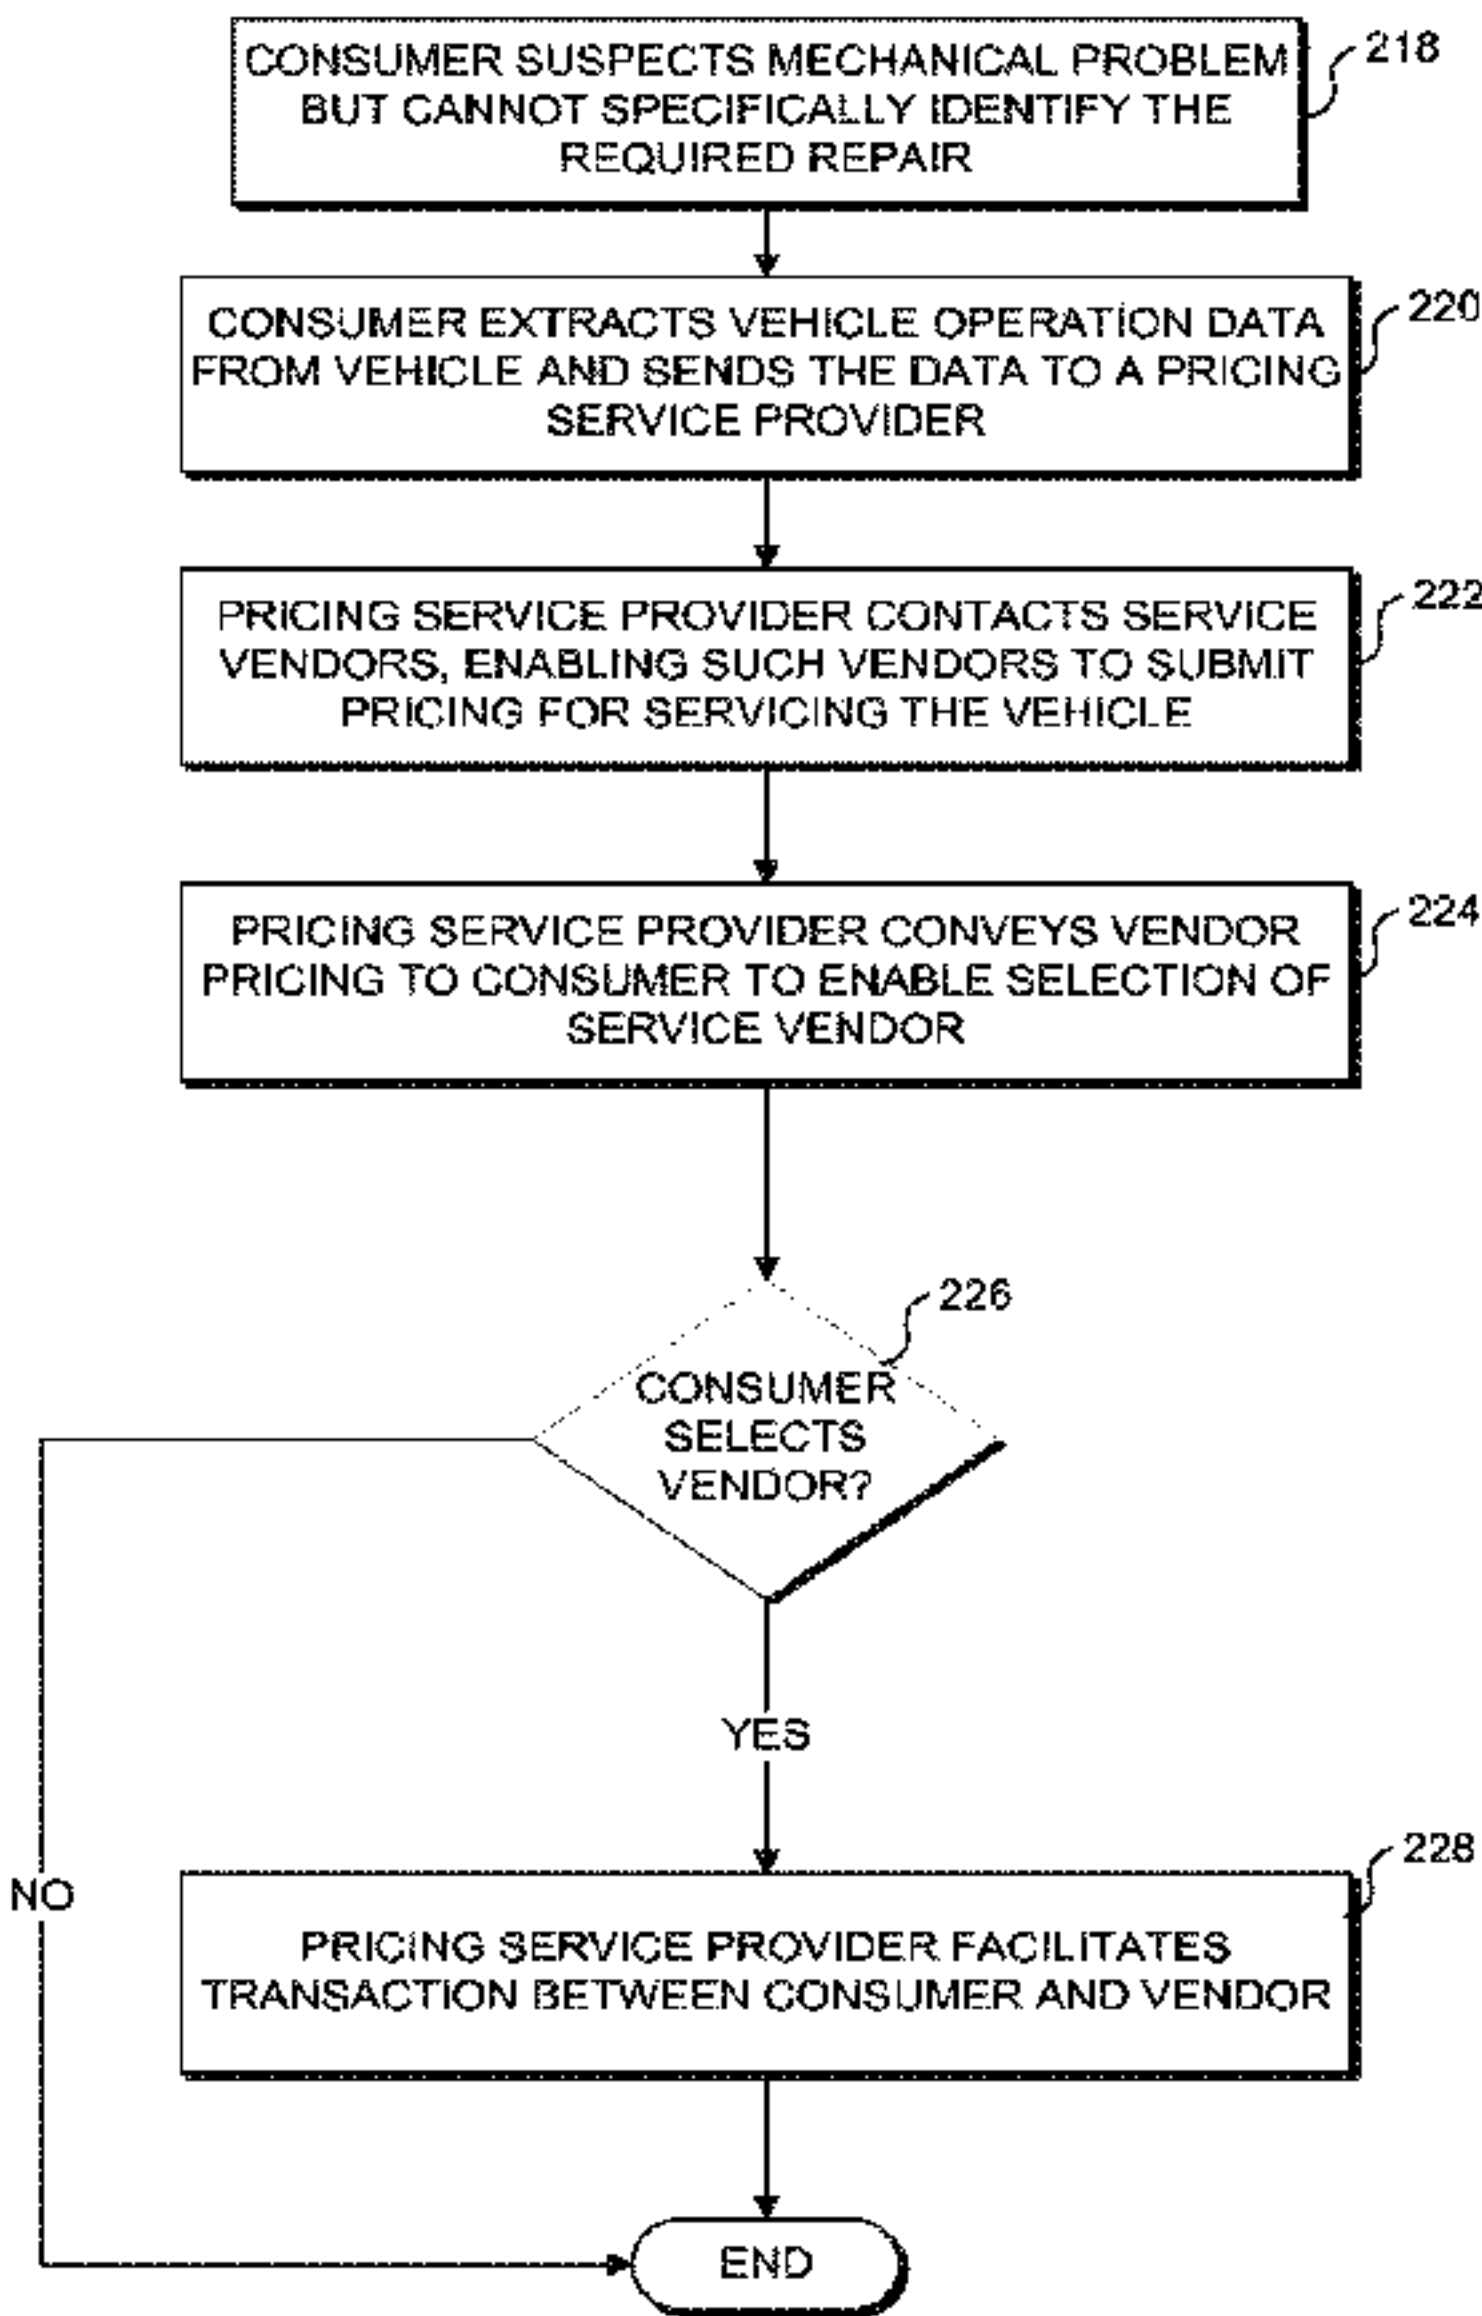 CONSUMER SUSPECTS MECHANICAL PROBLEM
BUT CANNOT SPECIFICALLY IDENTIFY THE
REQUIRED REPAIR
218
CONSUMER EXTRACTS VEHICLE OPERATION DATA
FROM VEHICLE AND SENDS THE DATA TO A PRICING
SERVICE PROVIDER
220
PRICING SERVICE PROVIDER CONTACTS SERVICE
VENDORS, ENABLING SUCH VENDORS TO SUBMIT
PRICING FOR SERVICING THE VEHICLE
222
PRICING SERVICE PROVIDER CONVEYS VENDOR
PRICING TO CONSUMER TO ENABLE SELECTION OF
SERVICE VENDOR
224
226
CONSUMER
SELECTS
VENDOR?
YES
NO
228
PRICING SERVICE PROVIDER FACILITATES
TRANSACTION BETWEEN CONSUMER AND VENDOR
END